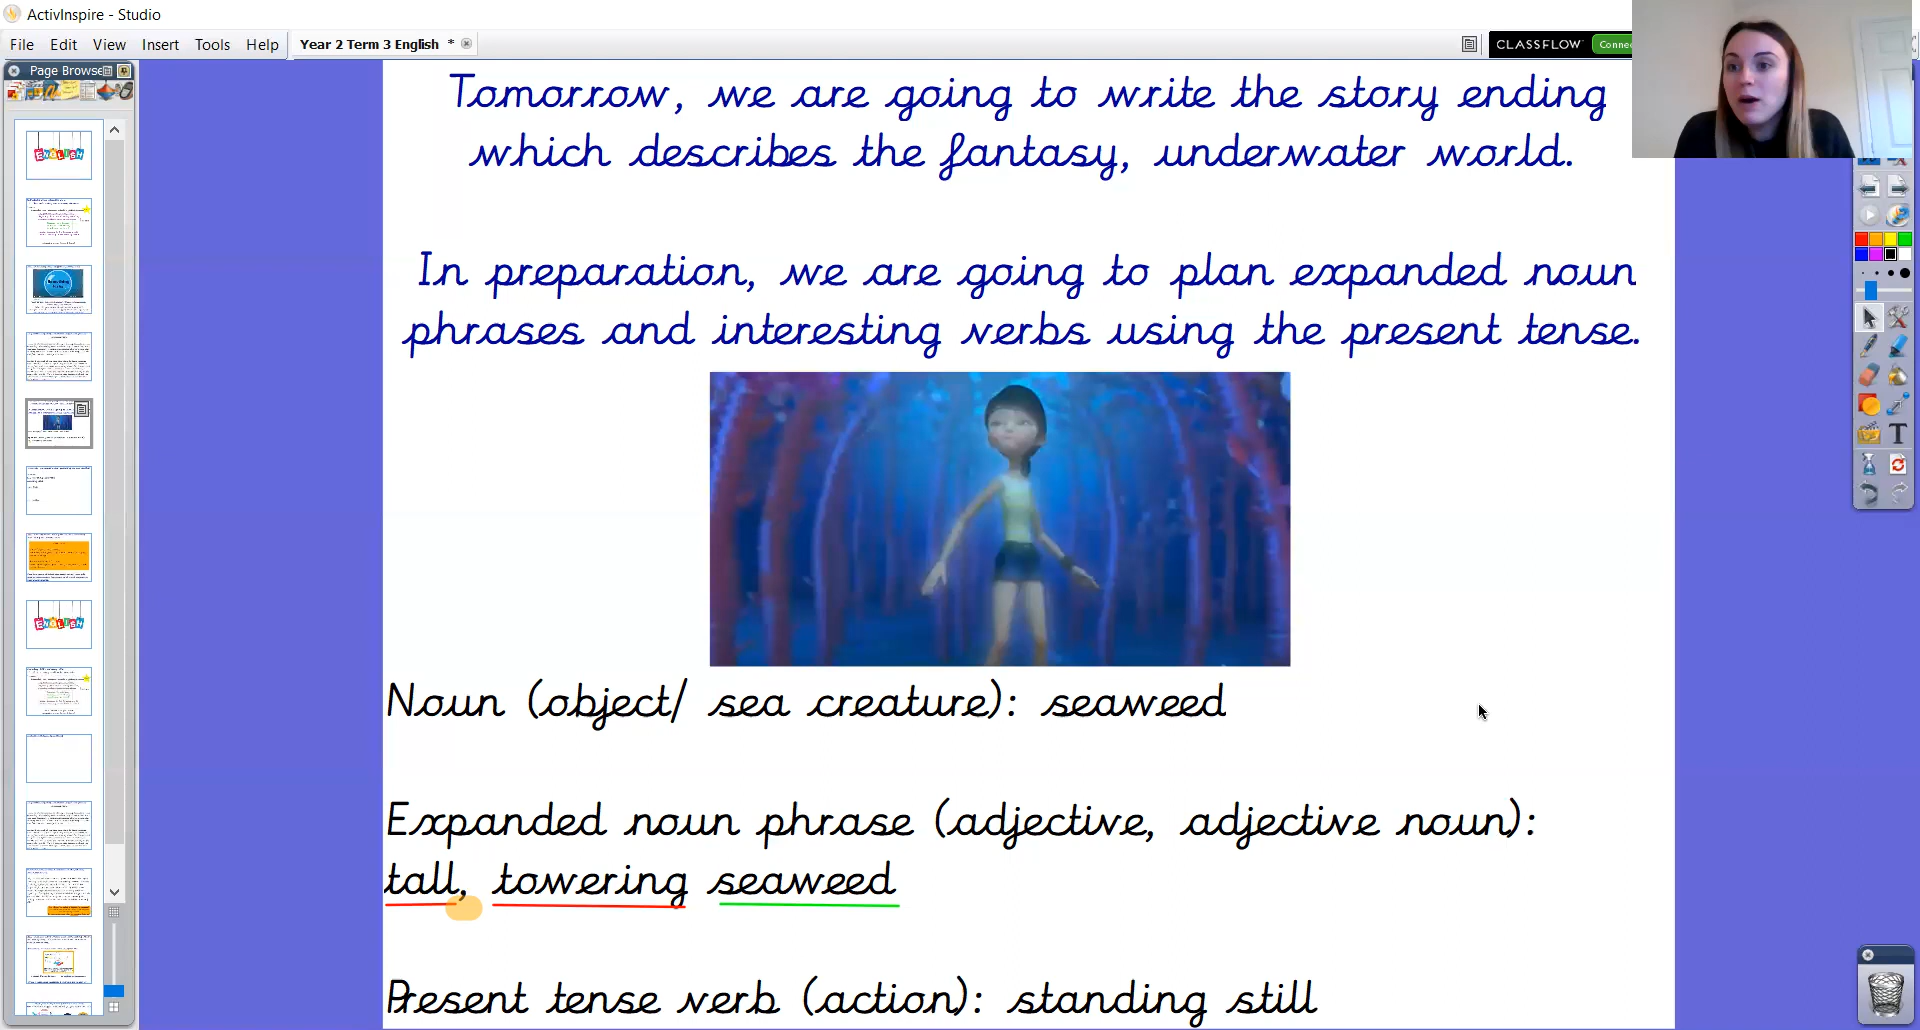 ActivInspire - Studio
File Edit View Insert Tools Help
Year 2 Term 3 English *
CLASSFLOW
Page Browse
Tomorrow, we are going to write the story ending
which describes the fantasy, underwater world.
In preparation, we are going to plan expanded noun
phrases and interesting verbs using the present tense.
Noun (object/ sea creature): seaweed
Expanded noun phrase (adjective, adjective noun):
tall, towering seaweed
Present tense verb (action): standing still
ENGLISH
ENGLISH
T